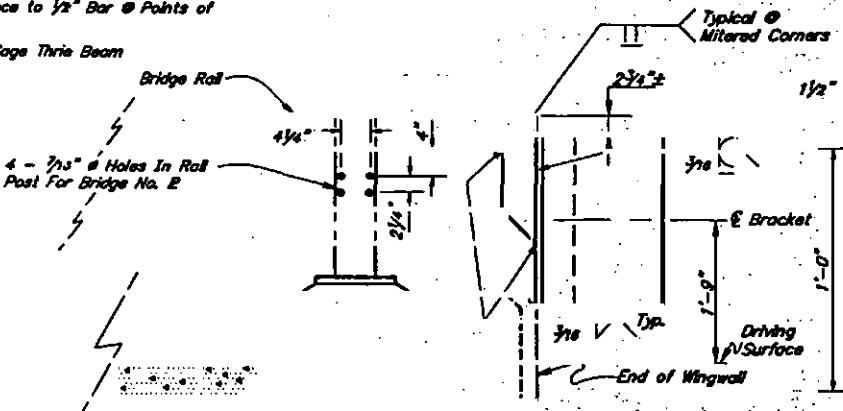 ace to ½" Bar @ Points of
Gage Thrie Beam
Bridge Rail
4 - 7/13" ø Holes In Rail
Post For Bridge No. 2
4¼"
4"
2¼"
Typical @
Mitered Corners
2¾"±
1½"
3/16
℄ Bracket
1'-9"
1'-0"
3/16
Typ.
Driving
Surface
End of Wingwall